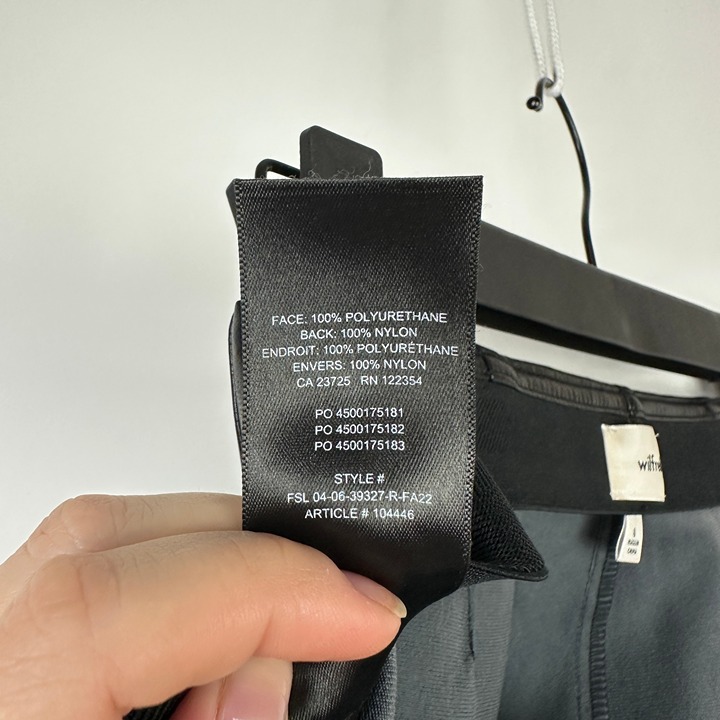 FACE: 100% POLYURETHANE
BACK: 100% NYLON
ENDROIT: 100% POLYURÉTHANE
ENVERS: 100% NYLON
CA 23725 RN 122354
PO 4500175181
PO 4500175182
PO 4500175183
STYLE #
FSL 04-06-39327-R-FA22
ARTICLE # 104446